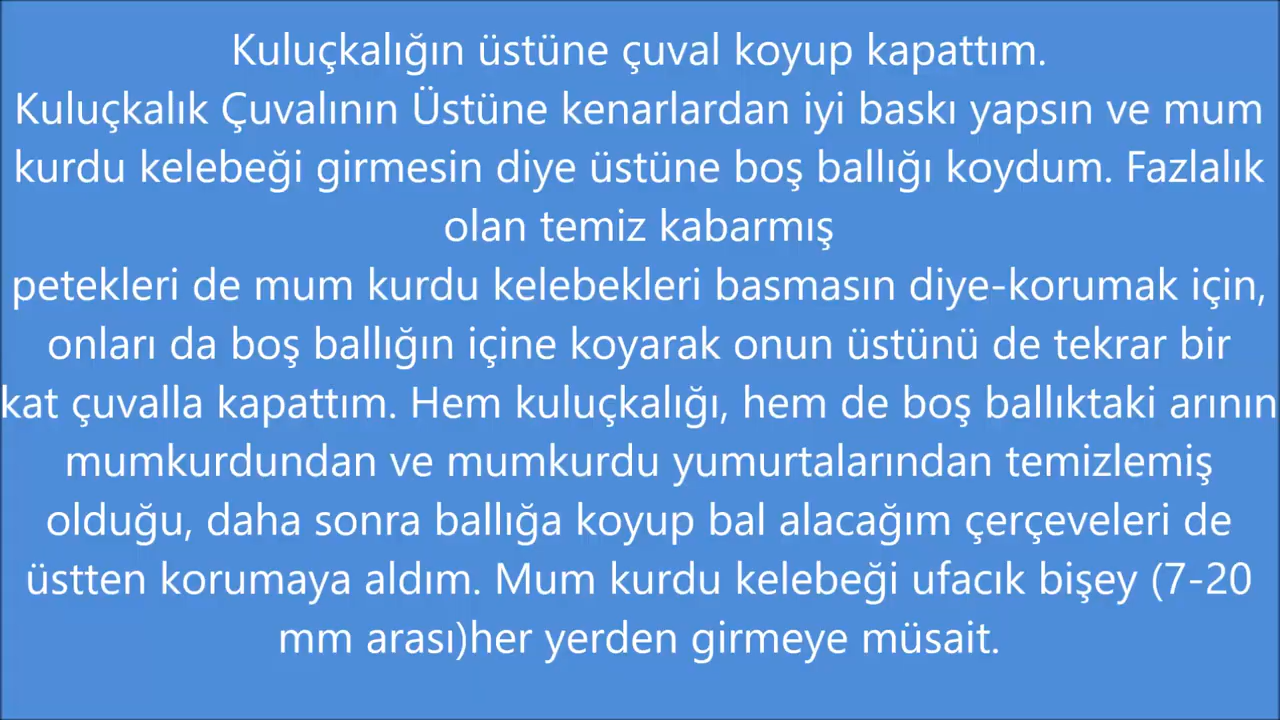 Kuluçkalığın üstüne çuval koyup kapattım.
Kuluçkalık Çuvalının Üstüne kenarlardan iyi baskı yapsın ve mum
kurdu kelebeği girmesin diye üstüne boş ballığı koydum. Fazlalık
olan temiz kabarmış
petekleri de mum kurdu kelebekleri basmasın diye-korumak için,
onları da boş ballığın içine koyarak onun üstünü de tekrar bir
kat çuvalla kapattım. Hem kuluçkalığı, hem de boş ballıktaki arının
mumkurdundan ve mumkurdu yumurtalarından temizlemiş
olduğu, daha sonra ballığa koyup bal alacağım çerçeveleri de
üstten korumaya aldım. Mum kurdu kelebeği ufacık bişey (7-20
mm arası)her yerden girmeye müsait.